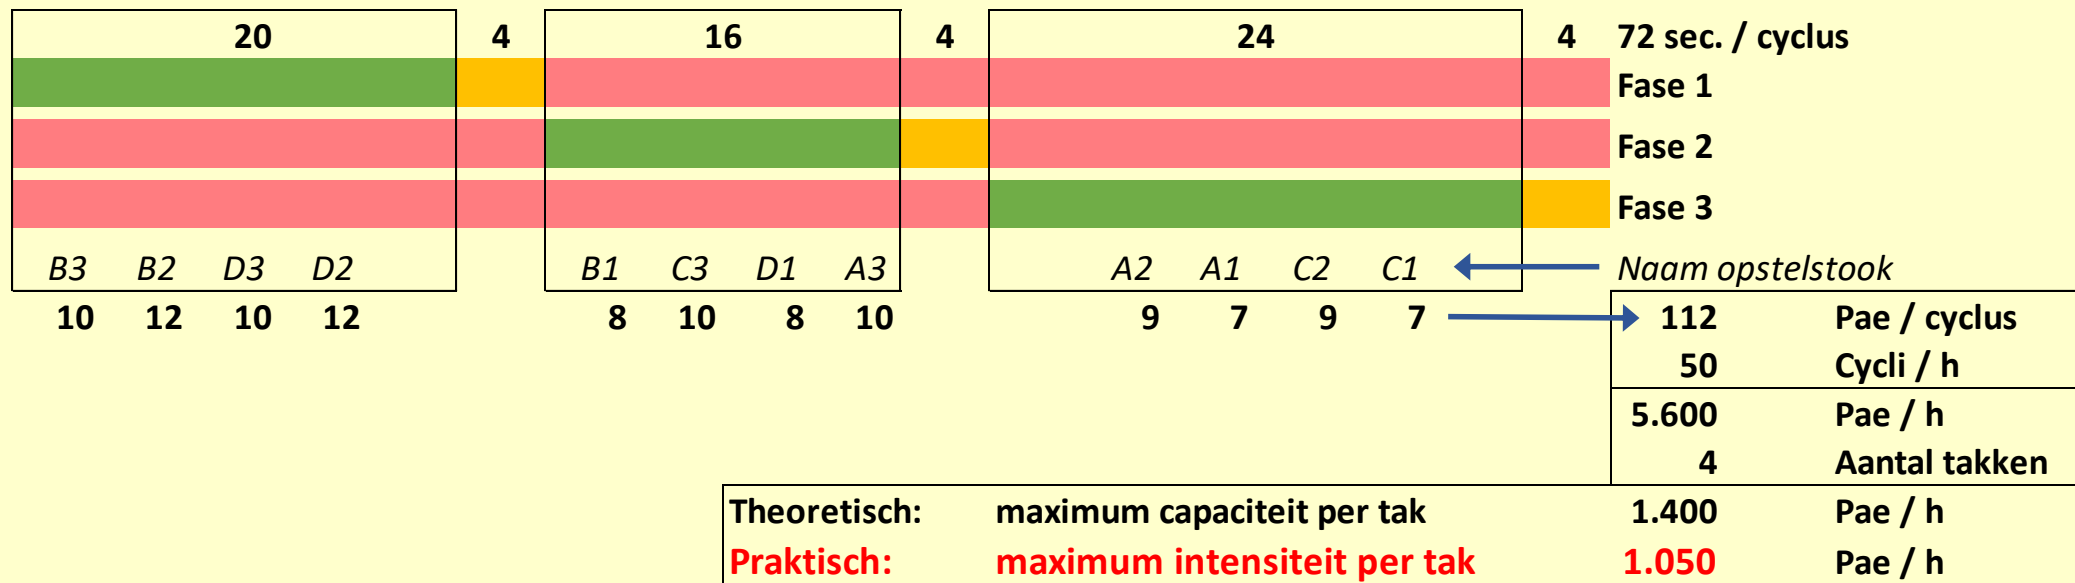 20 4 16 4 24 4 72 sec. / cyclus
Fase 1
Fase 2
Fase 3
B3 B2 D3 D2 B1 C3 D1 A3 A2 A1 C2 C1 Naam opstelstook
10 12 10 12 8 10 8 10 9 7 9 7 112 Pae / cyclus
50 Cycli / h
5.600 Pae / h
4 Aantal takken
Theoretisch: maximum capaciteit per tak 1.400 Pae / h
Praktisch: maximum intensiteit per tak 1.050 Pae / h